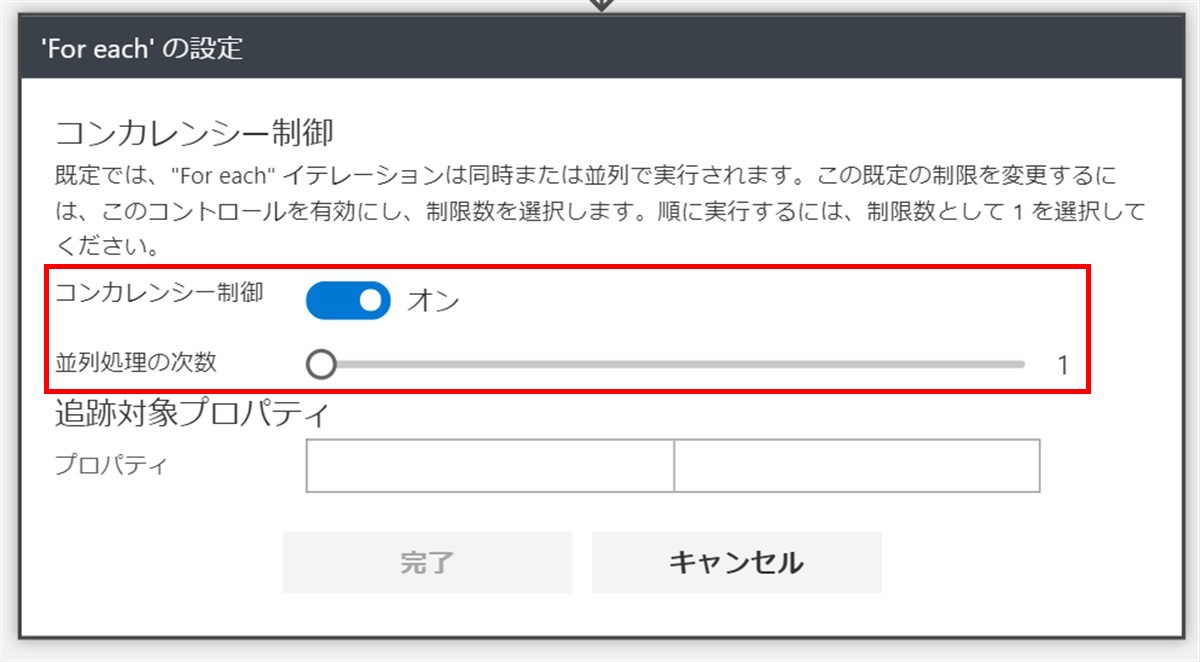 'For each' の設定
コンカレンシー制御
既定では、"For each" イテレーションは同時または並列で実行されます。この既定の制限を変更するに
は、このコントロールを有効にし、制限数を選択します。順に実行するには、制限数として 1 を選択して
ください。
コンカレンシー制御 オン
並列処理の次数 1
追跡対象プロパティ
プロパティ
完了 キャンセル